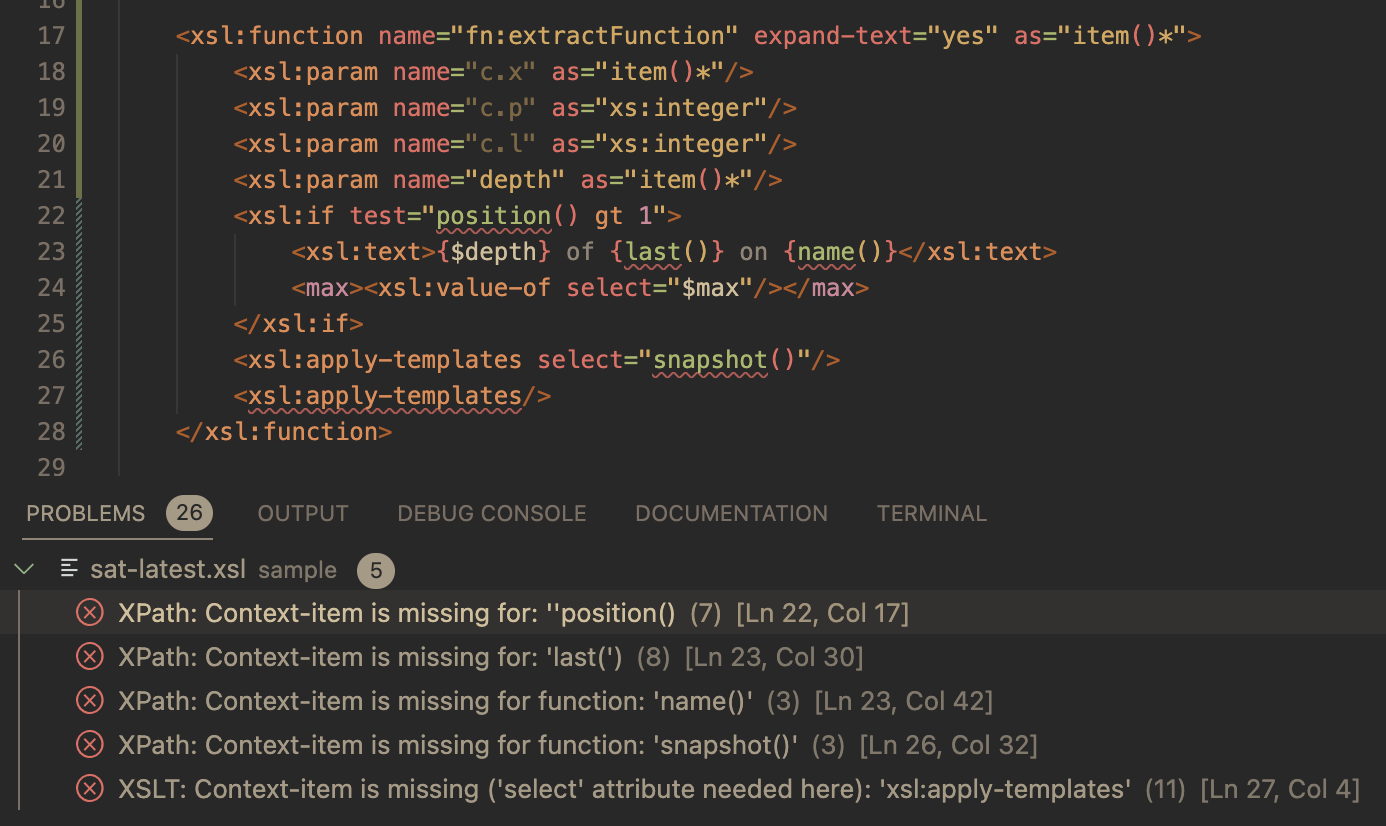 16
17 <xsl:function name="fn:extractFunction" expand-text="yes" as="item()*">
18 <xsl:param name="c.x" as="item()*"/>
19 <xsl:param name="c.p" as="xs:integer"/>
20 <xsl:param name="c.l" as="xs:integer"/>
21 <xsl:param name="depth" as="item()*"/>
22 <xsl:if test="position() gt 1">
23 <xsl:text>{$depth} of {last()} on {name()}</xsl:text>
24 <max><xsl:value-of select="$max"/></max>
25 </xsl:if>
26 <xsl:apply-templates select="snapshot()"/>
27 <xsl:apply-templates/>
28 </xsl:function>
29
PROBLEMS 26 OUTPUT DEBUG CONSOLE DOCUMENTATION TERMINAL
sat-latest.xsl sample 5
XPath: Context-item is missing for: ''position() (7) [Ln 22, Col 17]
XPath: Context-item is missing for: 'last(') (8) [Ln 23, Col 30]
XPath: Context-item is missing for function: 'name()' (3) [Ln 23, Col 42]
XPath: Context-item is missing for function: 'snapshot()' (3) [Ln 26, Col 32]
XSLT: Context-item is missing ('select' attribute needed here): 'xsl:apply-templates' (11) [Ln 27, Col 4]